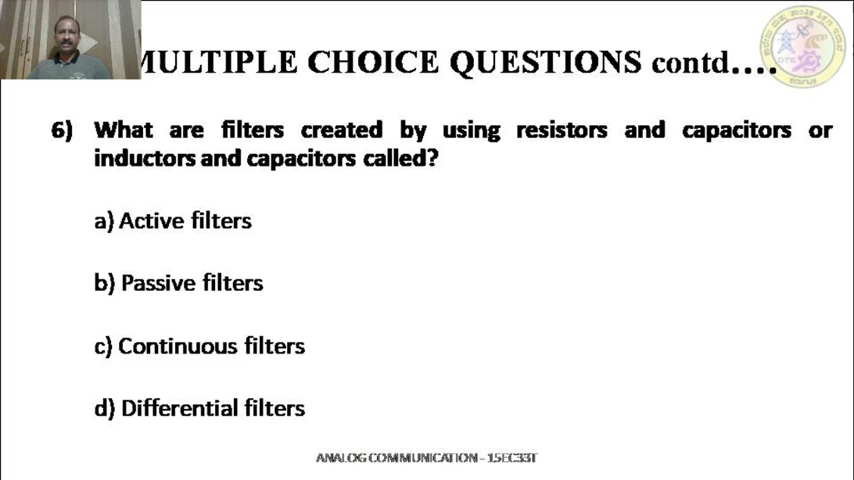 MULTIPLE CHOICE QUESTIONS contd....
6) What are filters created by using resistors and capacitors or
inductors and capacitors called?
a) Active filters
b) Passive filters
c) Continuous filters
d) Differential filters
ANALOG COMMUNICATION - 15EC33T